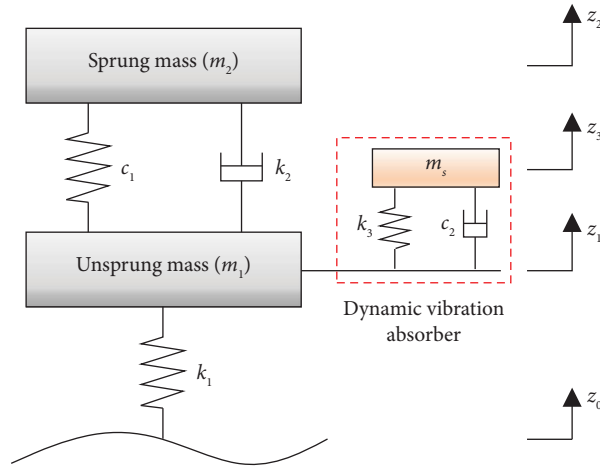 z₂
Sprung mass (m₂)
z₃
c₁
k₂
mₛ
k₃
c₂
z₁
Unsprung mass (m₁)
Dynamic vibration
absorber
k₁
z₀